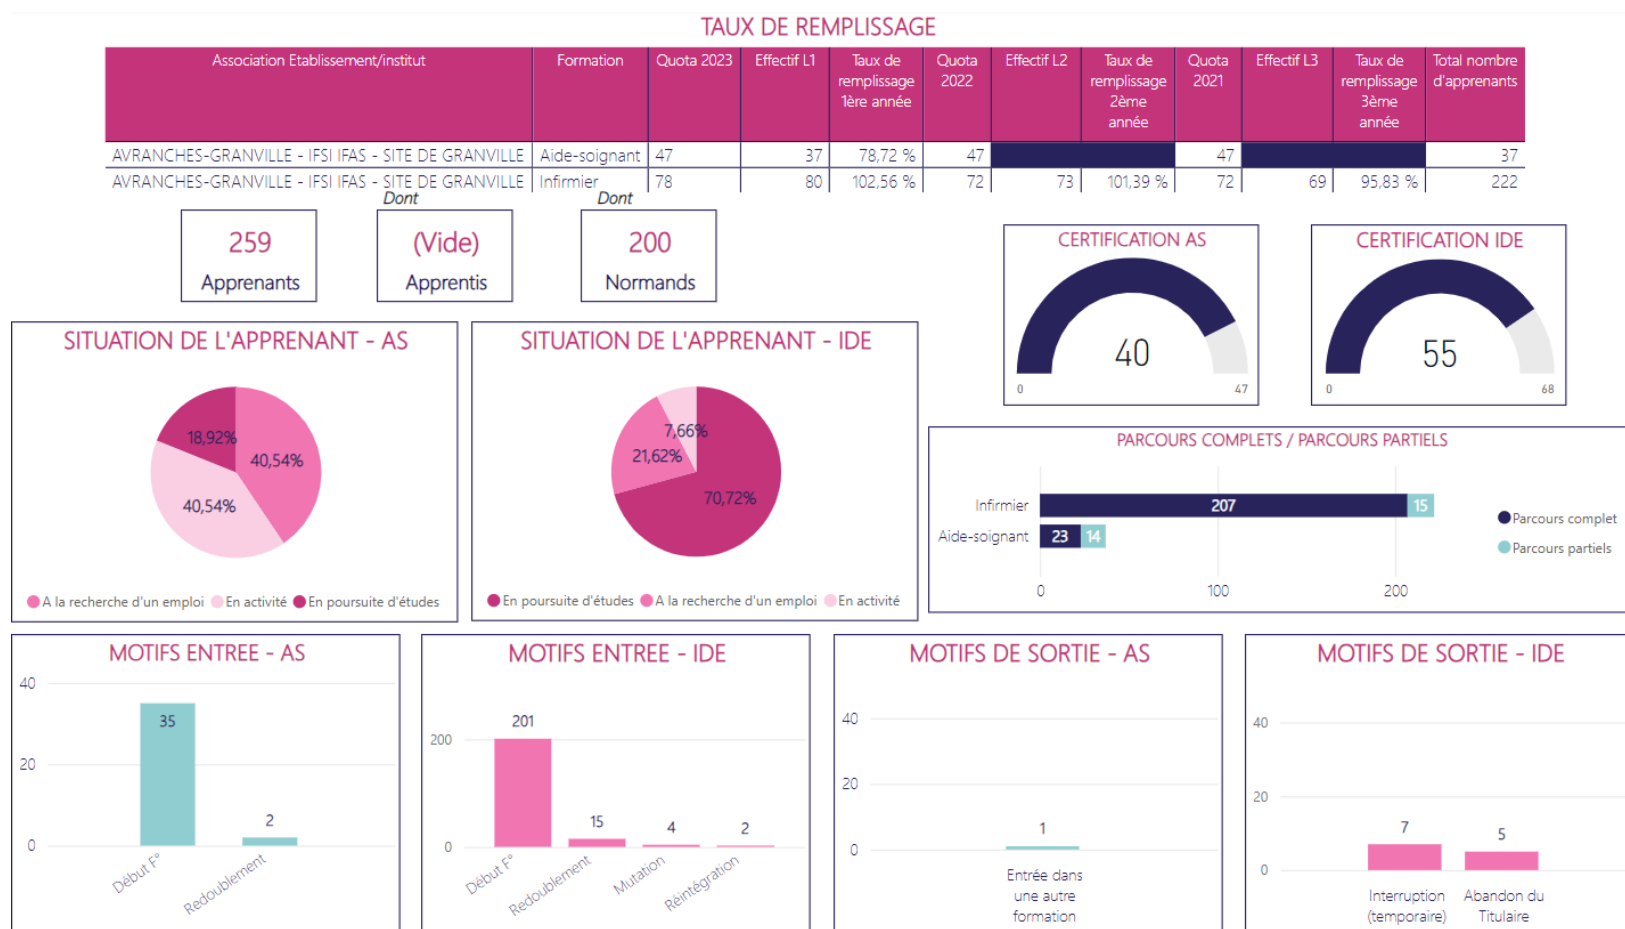 TAUX DE REMPLISSAGE
Association Etablissement/institut Formation Quota 2023 Effectif L1 Taux de remplissage 1ère année Quota 2022 Effectif L2 Taux de remplissage 2ème année Quota 2021 Effectif L3 Taux de remplissage 3ème année Total nombre d'apprenants
AVRANCHES-GRANVILLE - IFSI IFAS - SITE DE GRANVILLE Aide-soignant 47 37 78,72 % 47 47 37
AVRANCHES-GRANVILLE - IFSI IFAS - SITE DE GRANVILLE Infirmier 78 80 102,56 % 72 73 101,39 % 72 69 95,83 % 222
Dont Dont
259 (Vide) 200
Apprenants Apprentis Normands
CERTIFICATION AS
40
0 47
CERTIFICATION IDE
55
0 68
SITUATION DE L'APPRENANT - AS
18,92%
40,54%
40,54%
A la recherche d'un emploi En activité En poursuite d'études
SITUATION DE L'APPRENANT - IDE
7,66%
21,62%
70,72%
En poursuite d'études A la recherche d'un emploi En activité
PARCOURS COMPLETS / PARCOURS PARTIELS
Infirmier 207 15
Aide-soignant 23 14
0 100 200
Parcours complet
Parcours partiels
MOTIFS ENTREE - AS
40
20
0
35
2
Début F°
Redoublement
MOTIFS ENTREE - IDE
200
0
201
15
4
2
Début F°
Redoublement
Mutation
Réintégration
MOTIFS DE SORTIE - AS
40
20
0
1
Entrée dans
une autre
formation
MOTIFS DE SORTIE - IDE
40
20
0
7
5
Interruption
(temporaire)
Abandon du
Titulaire